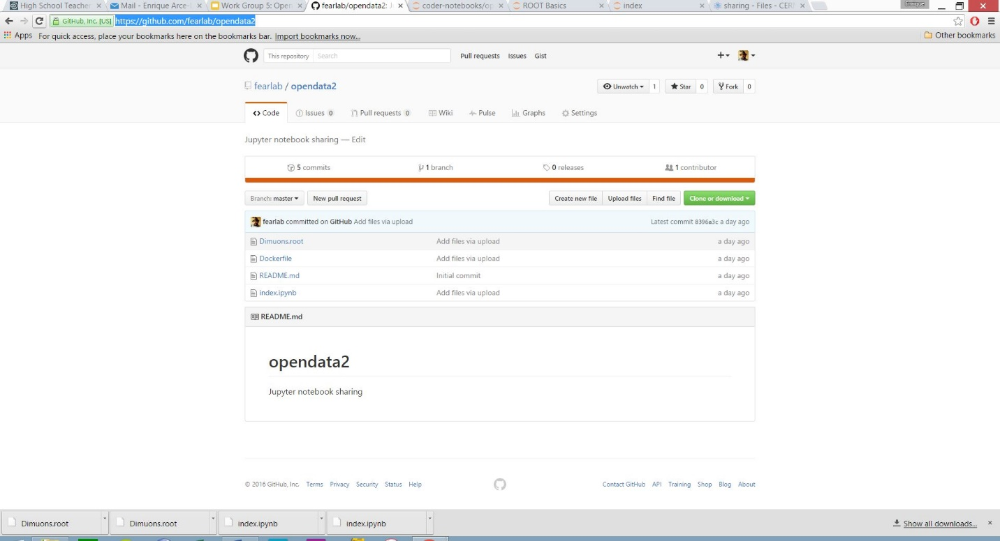 High School Teacher
Mail - Enrique Arce-
Work Group 5: Open
fearlab/opendata2: J
coder-notebooks/op
ROOT Basics
index
sharing - Files - CERN
Enrique
GitHub, Inc. [US] https://github.com/fearlab/opendata2
Apps For quick access, place your bookmarks here on the bookmarks bar. Import bookmarks now... Other bookmarks
This repository Search Pull requests Issues Gist
fearlab / opendata2 Unwatch 1 Star 0 Fork 0
Code Issues 0 Pull requests 0 Wiki Pulse Graphs Settings
Jupyter notebook sharing — Edit
5 commits 1 branch 0 releases 1 contributor
Branch: master New pull request Create new file Upload files Find file Clone or download
fearlab committed on GitHub Add files via upload Latest commit 8396a3c a day ago
Dimuons.root Add files via upload a day ago
Dockerfile Add files via upload a day ago
README.md Initial commit a day ago
index.ipynb Add files via upload a day ago
README.md
opendata2
Jupyter notebook sharing
© 2016 GitHub, Inc. Terms Privacy Security Status Help Contact GitHub API Training Shop Blog About
Dimuons.root Dimuons.root index.ipynb index.ipynb Show all downloads...